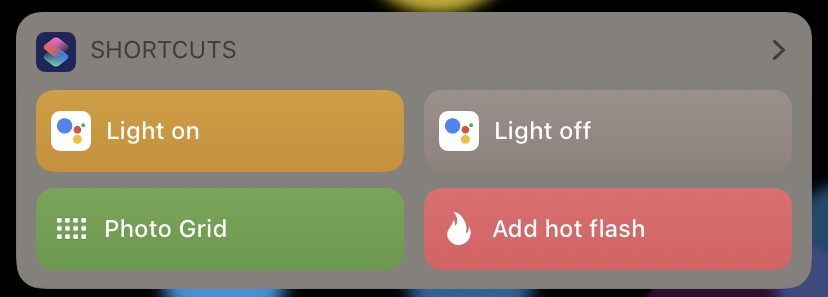 SHORTCUTS
Light on
Light off
Photo Grid
Add hot flash